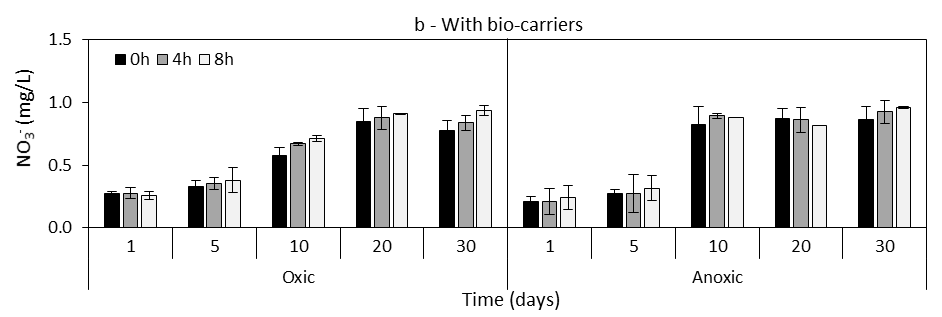 b - With bio-carriers
NO₃⁻ (mg/L)
1.5
1.0
0.5
0.0
0h 4h 8h
1 5 10 20 30 1 5 10 20 30
Oxic Anoxic
Time (days)